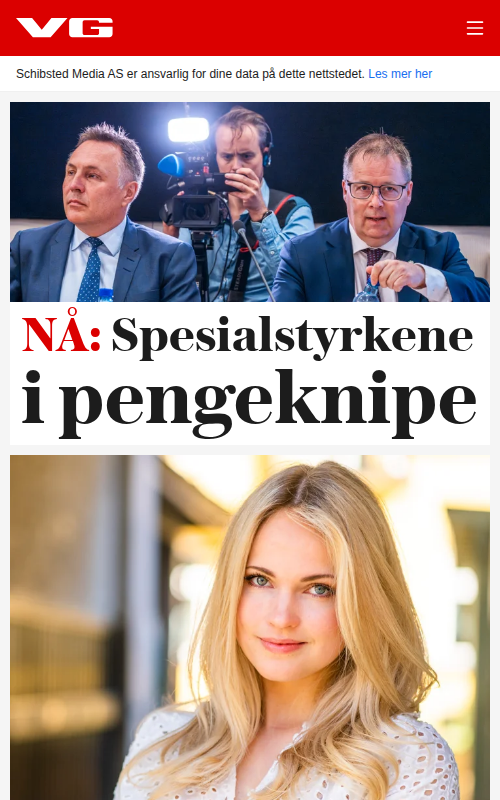 VG
Schibsted Media AS er ansvarlig for dine data på dette nettstedet. Les mer her
NÅ: Spesialstyrkene
i pengeknipe